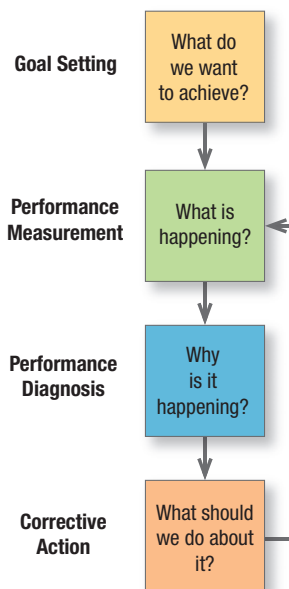 Goal Setting
What do
we want
to achieve?
Performance
Measurement
What is
happening?
Performance
Diagnosis
Why
is it
happening?
Corrective
Action
What should
we do about
it?